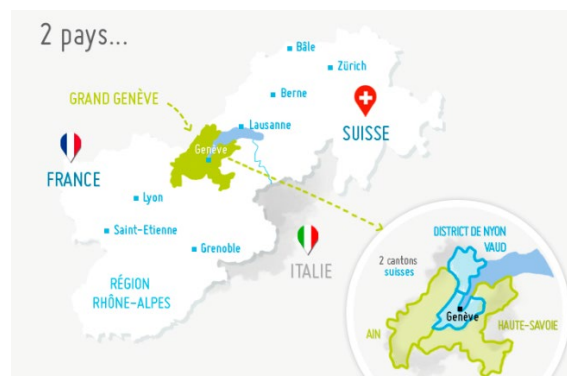 2 pays...
Bâle
Zürich
GRAND GENÈVE
Berne
Lausanne
SUISSE
Genève
FRANCE
Lyon
Saint-Etienne
Grenoble
ITALIE
RÉGION
RHÔNE-ALPES
DISTRICT DE NYON
VAUD
2 cantons
suisses
Genève
AIN
HAUTE-SAVOIE